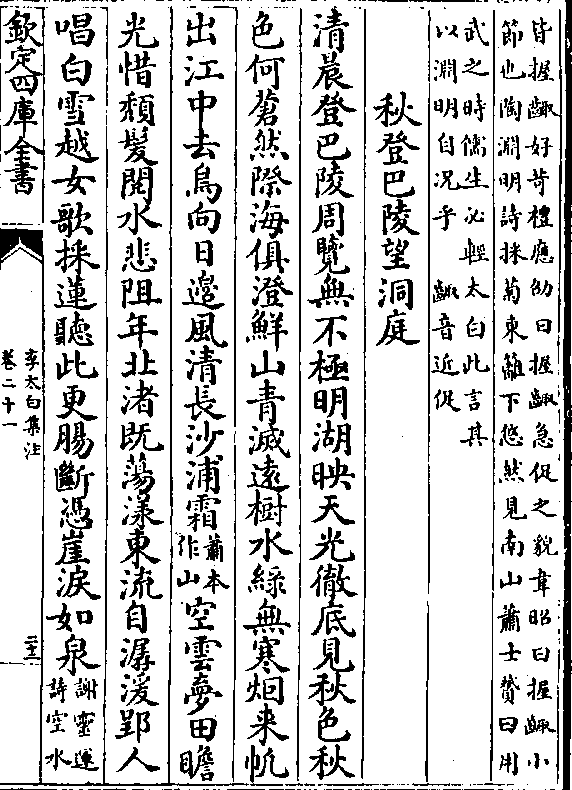 皆握齱好苛禮應劭曰握齱急促之貌韋昭曰握齱小
節也陶淵明詩採菊東籬下悠然見南山蕭士贇曰用
武之時儒生必輕太白此言其
以淵明自况乎 齱音近促
秋登巴陵望洞庭
清晨登巴陵周覽無不極明湖映天光徹底見秋色秋
色何蒼然際海俱澄鮮山青滅遠樹水綠無寒烟来帆
出江中去鳥向日邉風清長沙浦霜蕭本作山空雲夢田瞻
光惜頹髪閱水悲徂年北渚既蕩漾東流自潺湲郢人
唱白雪越女歌採蓮聽此更腸斷憑崖淚如泉謝靈運詩空水
欽定四庫全書
李太白集注
卷二十一
二十三